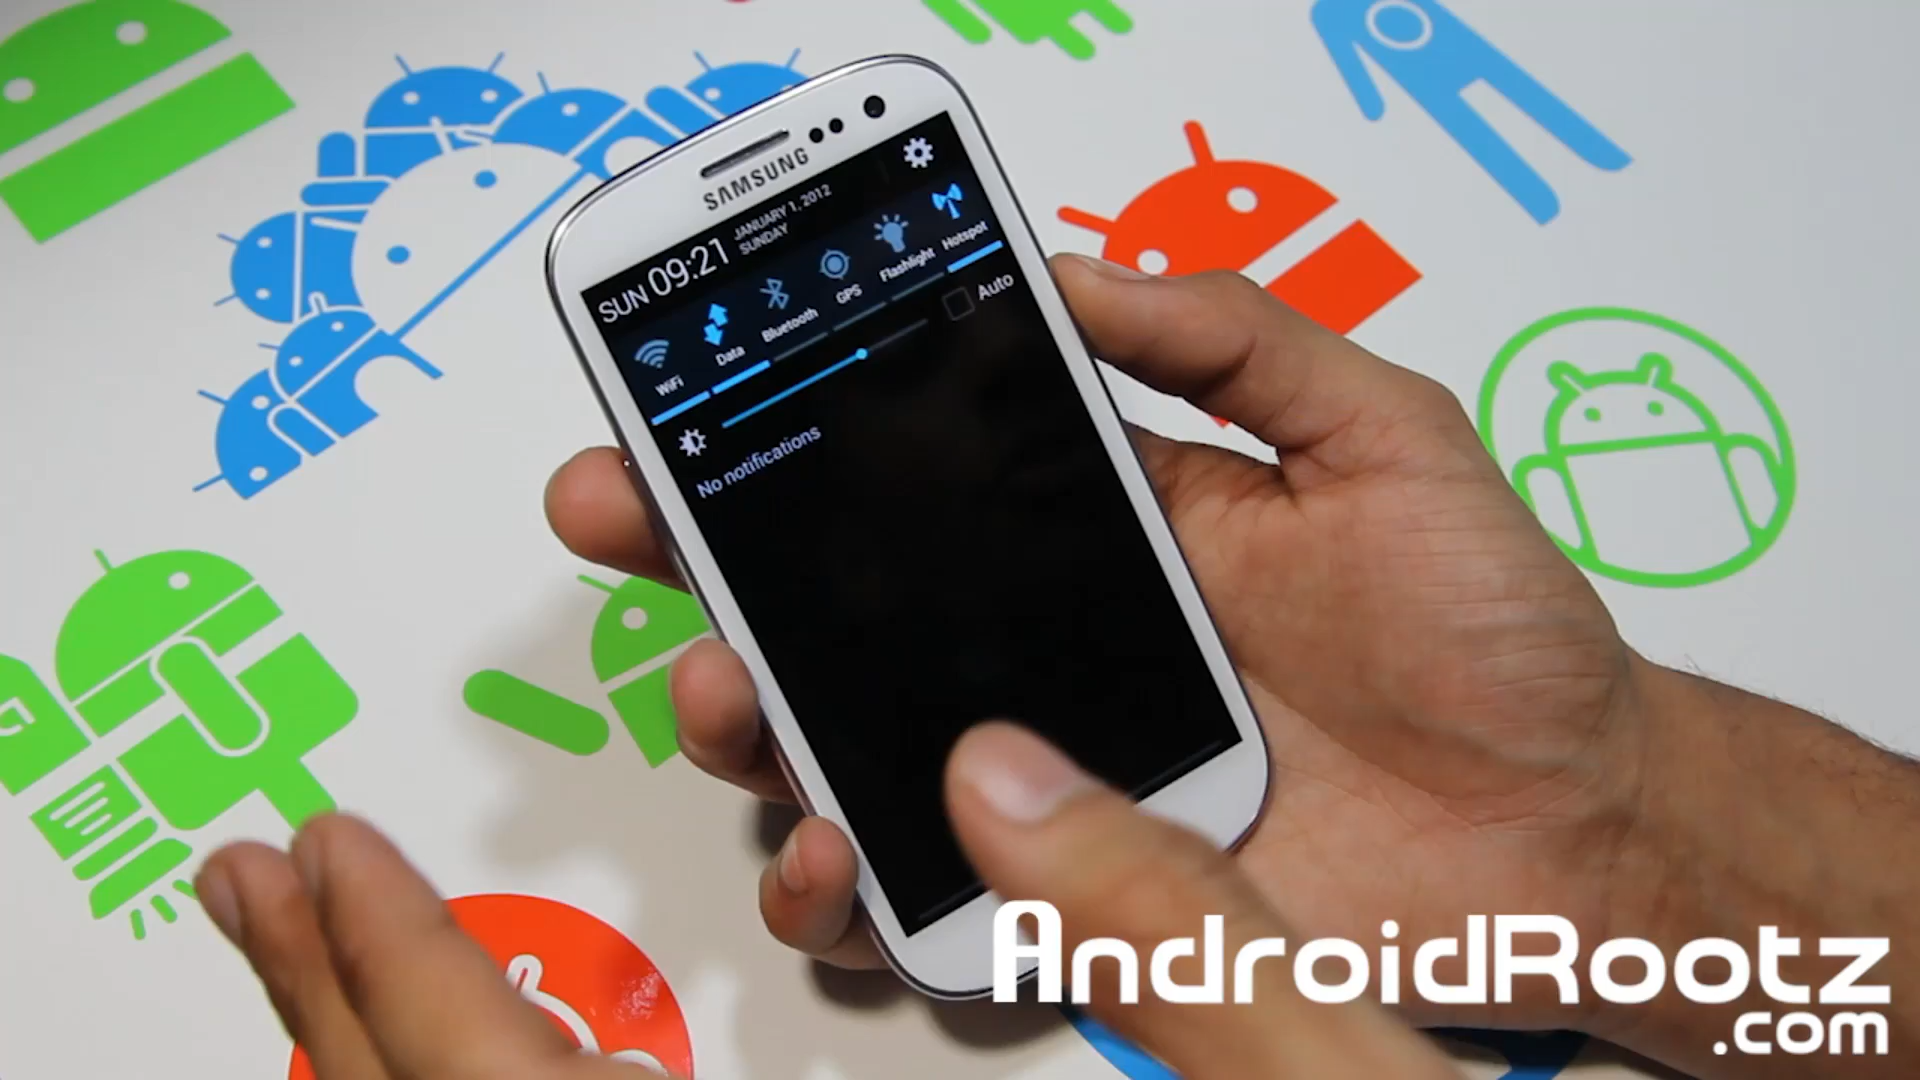 SAMSUNG
SUN 09:21 JANUARY 1, 2012
SUNDAY
WiFi Data Bluetooth GPS Flashlight Hotspot
Auto
No notifications
AndroidRootz
.com